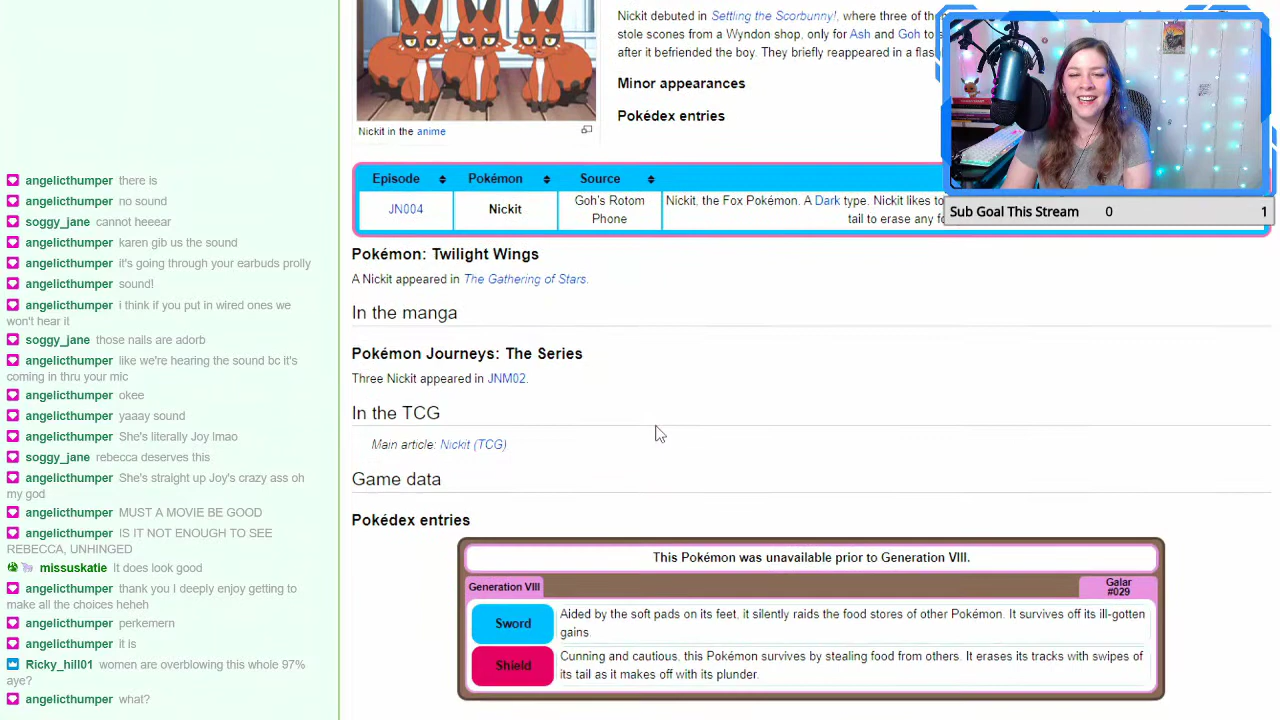 angelicthumper there is
angelicthumper no sound
soggy_jane cannot heeear
angelicthumper karen gib us the sound
angelicthumper it's going through your earbuds prolly
angelicthumper sound!
angelicthumper i think if you put in wired ones we
won't hear it
soggy_jane those nails are adorb
angelicthumper like we're hearing the sound bc it's
coming in thru your mic
angelicthumper okee
angelicthumper yaaay sound
angelicthumper She's literally Joy lmao
soggy_jane rebecca deserves this
angelicthumper She's straight up Joy's crazy ass oh
my god
angelicthumper MUST A MOVIE BE GOOD
angelicthumper IS IT NOT ENOUGH TO SEE
REBECCA, UNHINGED
missuskatie It does look good
angelicthumper thank you I deeply enjoy getting to
make all the choices heheh
angelicthumper perkemern
angelicthumper it is
Ricky_hill01 women are overblowing this whole 97%
aye?
angelicthumper what?
Nickit in the anime
Nickit debuted in Settling the Scorbunny!, where three of the
stole scones from a Wyndon shop, only for Ash and Goh to
after it befriended the boy. They briefly reappeared in a
Minor appearances
Pokédex entries
Sub Goal This Stream 0 1
Episode Pokémon Source
JN004 Nickit Goh's Rotom
Phone
Nickit, the Fox Pokémon. A Dark type. Nickit likes to
tail to erase any
Pokémon: Twilight Wings
A Nickit appeared in The Gathering of Stars.
In the manga
Pokémon Journeys: The Series
Three Nickit appeared in JNM02.
In the TCG
Main article: Nickit (TCG)
Game data
Pokédex entries
This Pokémon was unavailable prior to Generation VIII.
Generation VIII
Galar
#029
Sword Aided by the soft pads on its feet, it silently raids the food stores of other Pokémon. It survives off its ill-gotten
gains.
Shield Cunning and cautious, this Pokémon survives by stealing food from others. It erases its tracks with swipes of
its tail as it makes off with its plunder.